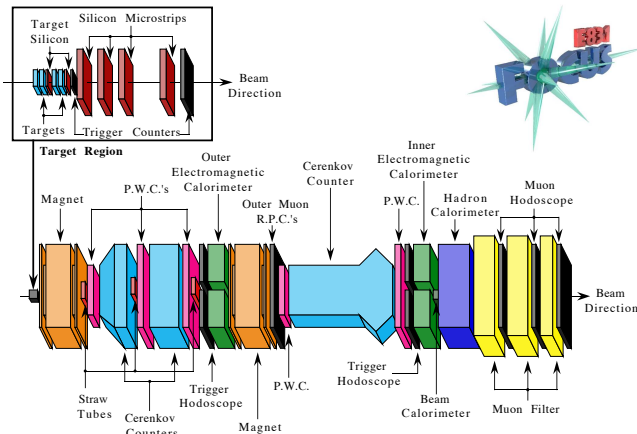 Target
Silicon
Silicon
Microstrips
Beam
Direction
Targets
Trigger
Counters
Target Region
FOCUS
E831
Magnet
P.W.C.'s
Outer
Electromagnetic
Calorimeter
Outer Muon
R.P.C.'s
Cerenkov
Counter
P.W.C.
Inner
Electromagnetic
Calorimeter
Hadron
Calorimeter
Muon
Hodoscope
Beam
Direction
Straw
Tubes
Cerenkov
Counters
Trigger
Hodoscope
Magnet
P.W.C.
Trigger
Hodoscope
Beam
Calorimeter
Muon Filter